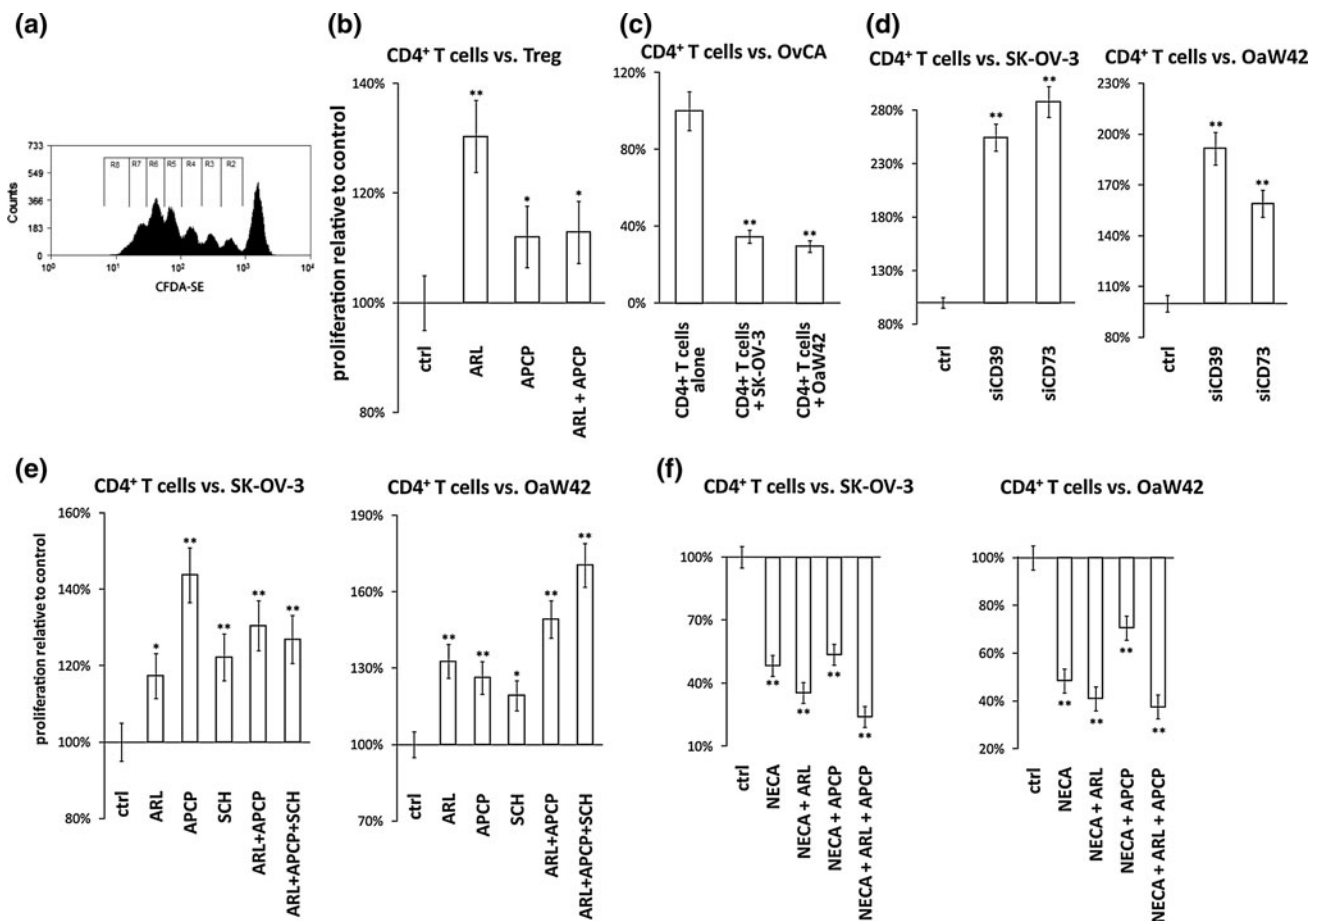 (a)
733
549
366
183
0
Counts
R8 R7 R6 R5 R4 R3 R2
10⁰ 10¹ 10² 10³ 10⁴
CFDA-SE
(b)
CD4⁺ T cells vs. Treg
proliferation relative to control
140%
120%
100%
80%
** * *
ctrl
ARL
APCP
ARL + APCP
(c)
CD4⁺ T cells vs. OvCA
120%
80%
40%
0%
** **
CD4+ T cells
alone
CD4+ T cells
+ SK-OV-3
CD4+ T cells
+ OaW42
(d)
CD4⁺ T cells vs. SK-OV-3
280%
230%
180%
130%
80%
** **
ctrl
siCD39
siCD73
CD4⁺ T cells vs. OaW42
230%
200%
170%
140%
110%
80%
** **
ctrl
siCD39
siCD73
(e)
CD4⁺ T cells vs. SK-OV-3
proliferation relative to control
160%
140%
120%
100%
80%
* ** ** ** **
ctrl
ARL
APCP
SCH
ARL+APCP
ARL+APCP+SCH
CD4⁺ T cells vs. OaW42
190%
160%
130%
100%
70%
** ** * ** **
ctrl
ARL
APCP
SCH
ARL+APCP
ARL+APCP+SCH
(f)
CD4⁺ T cells vs. SK-OV-3
100%
70%
40%
10%
** ** ** **
ctrl
NECA
NECA + ARL
NECA + APCP
NECA + ARL + APCP
CD4⁺ T cells vs. OaW42
100%
80%
60%
40%
20%
** ** ** **
ctrl
NECA
NECA + ARL
NECA + APCP
NECA + ARL + APCP